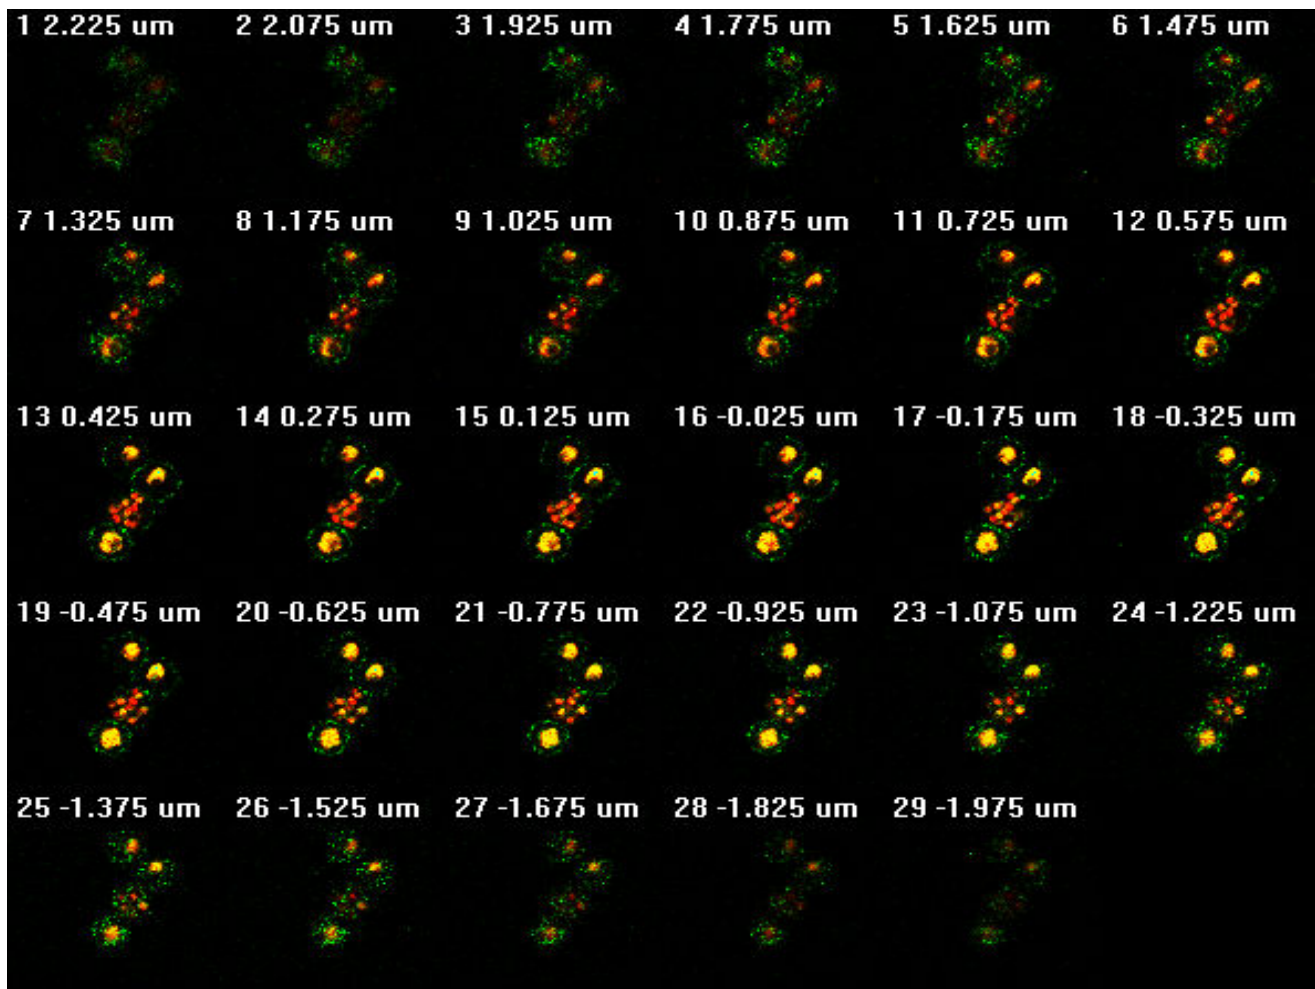 1 2.225 um 2 2.075 um 3 1.925 um 4 1.775 um 5 1.625 um 6 1.475 um
7 1.325 um 8 1.175 um 9 1.025 um 10 0.875 um 11 0.725 um 12 0.575 um
13 0.425 um 14 0.275 um 15 0.125 um 16 -0.025 um 17 -0.175 um 18 -0.325 um
19 -0.475 um 20 -0.625 um 21 -0.775 um 22 -0.925 um 23 -1.075 um 24 -1.225 um
25 -1.375 um 26 -1.525 um 27 -1.675 um 28 -1.825 um 29 -1.975 um